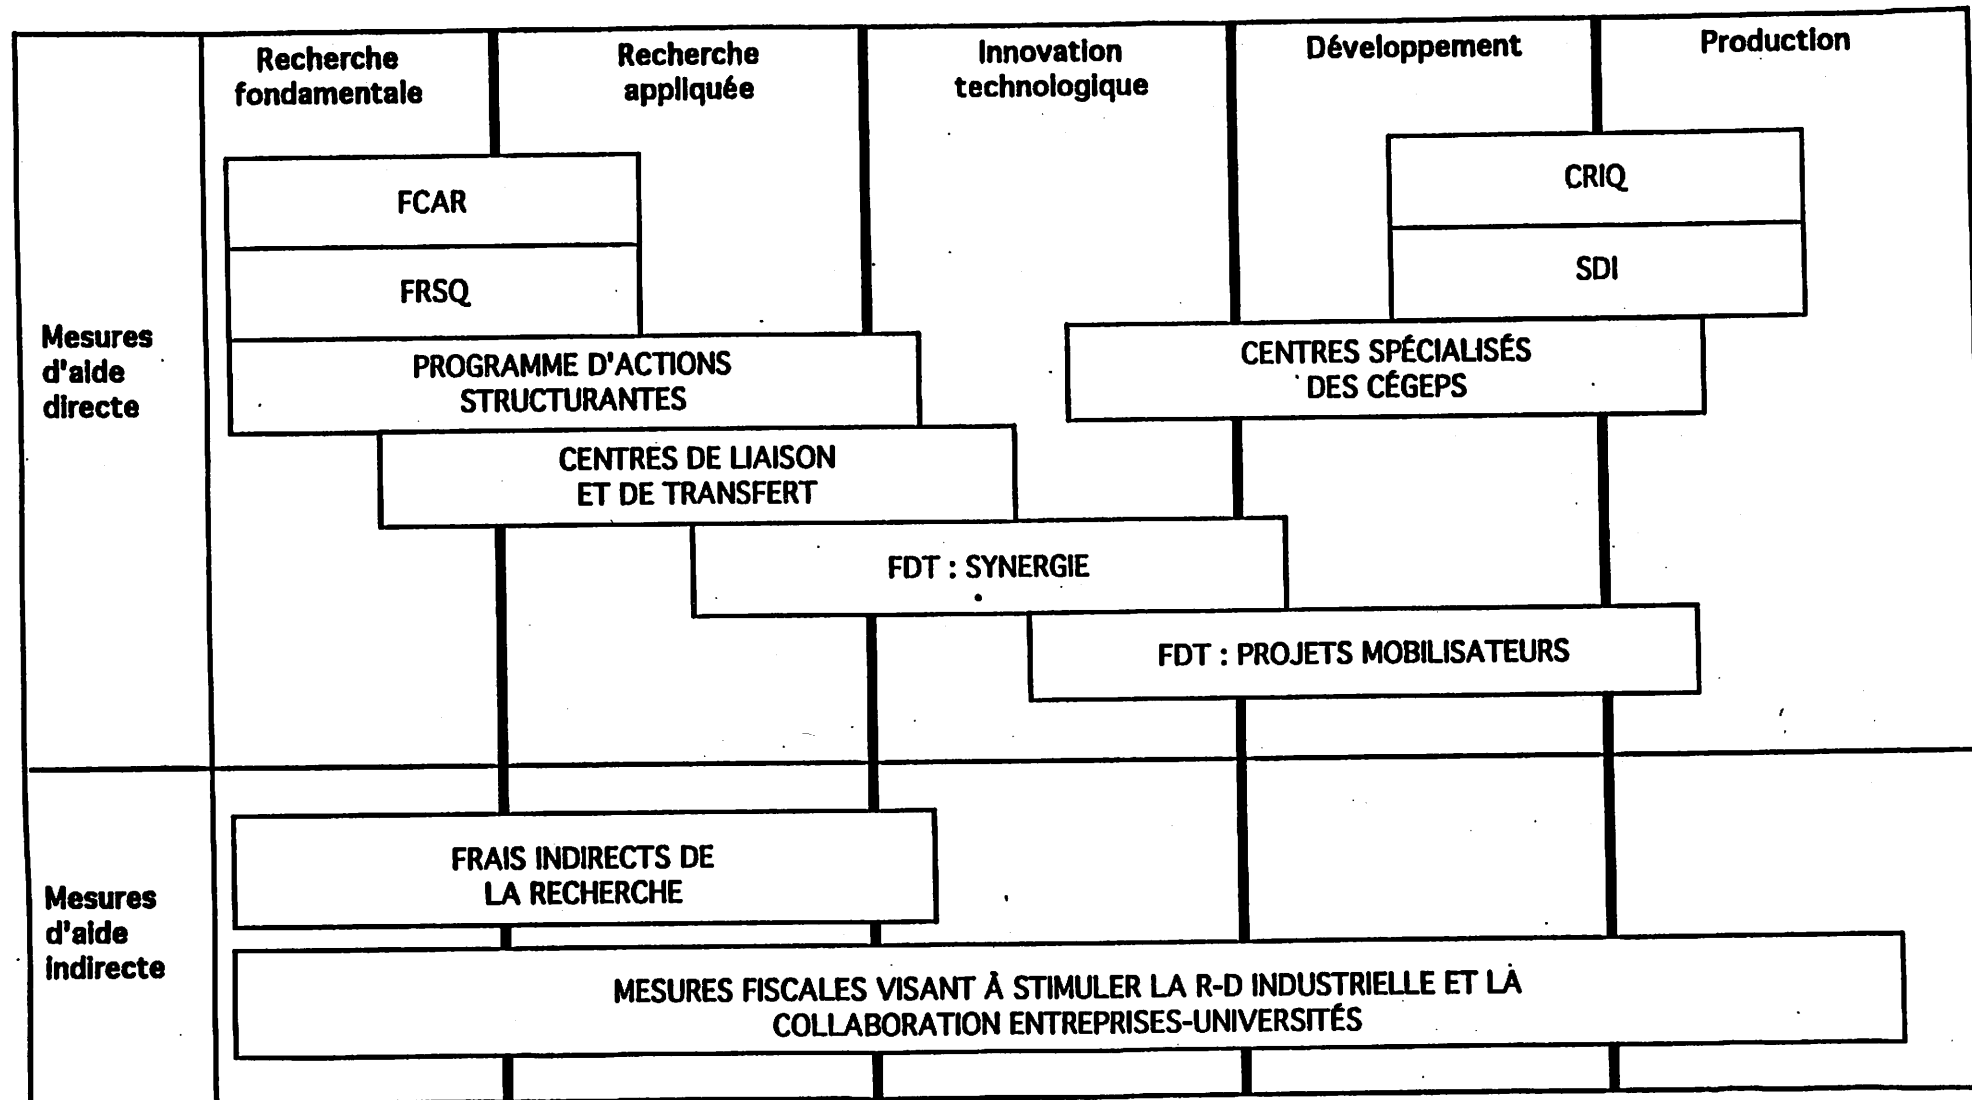 Recherche
fondamentale
Recherche
appliquée
Innovation
technologique
Développement
Production
Mesures
d'aide
directe
FCAR
FRSQ
CRIQ
SDI
PROGRAMME D'ACTIONS
STRUCTURANTES
CENTRES SPÉCIALISÉS
DES CÉGEPS
CENTRES DE LIAISON
ET DE TRANSFERT
FDT : SYNERGIE
FDT : PROJETS MOBILISATEURS
Mesures
d'aide
indirecte
FRAIS INDIRECTS DE
LA RECHERCHE
MESURES FISCALES VISANT À STIMULER LA R-D INDUSTRIELLE ET LA
COLLABORATION ENTREPRISES-UNIVERSITÉS